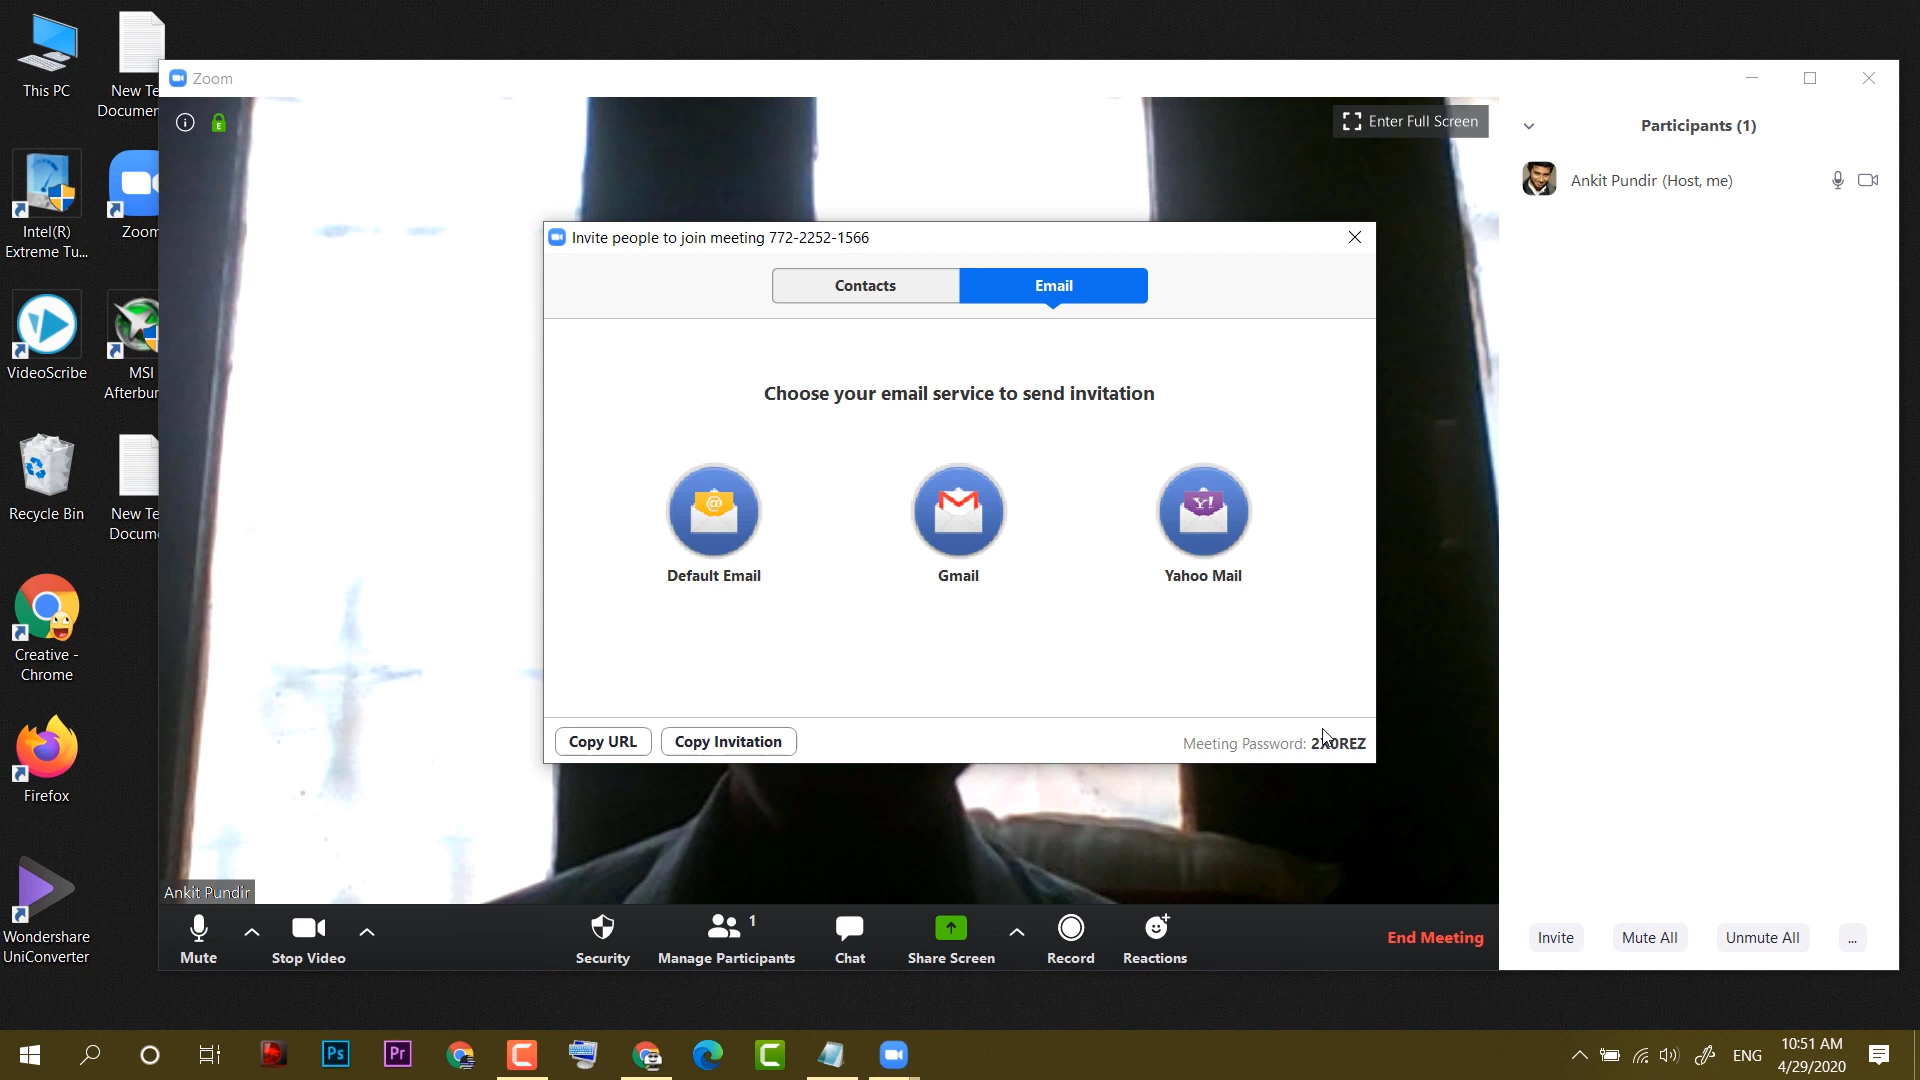 This PC
New Te
Documen
Intel(R)
Extreme Tu...
Zoom
VideoScribe
MSI
Afterbur
Recycle Bin
New Te
Docum
Creative -
Chrome
Firefox
Wondershare
UniConverter
Zoom
Enter Full Screen
Participants (1)
Ankit Pundir (Host, me)
Invite people to join meeting 772-2252-1566
Contacts
Email
Choose your email service to send invitation
Default Email
Gmail
Yahoo Mail
Copy URL
Copy Invitation
Meeting Password:
Ankit Pundir
Mute
Stop Video
Security
Manage Participants
1
Chat
Share Screen
Record
Reactions
End Meeting
Invite
Mute All
Unmute All
...
Ps
Pr
ENG
10:51 AM
4/29/2020